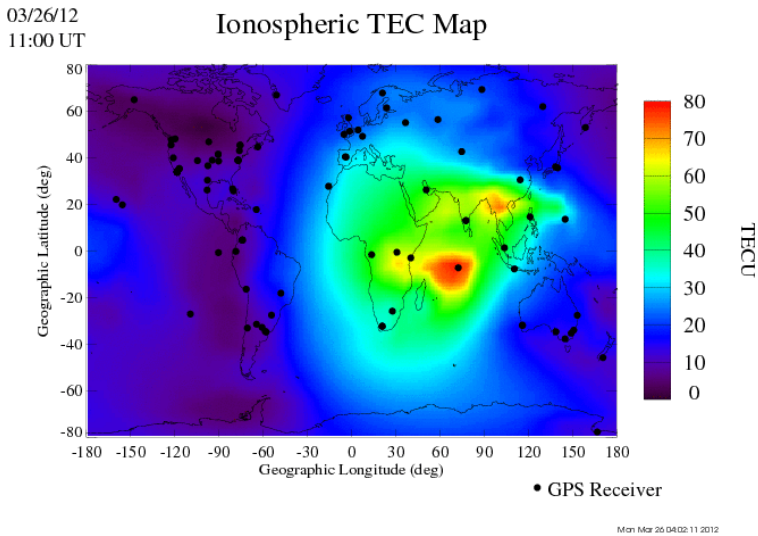 03/26/12
11:00 UT
Ionospheric TEC Map
80
60
40
20
0
-20
-40
-60
-80
Geographic Latitude (deg)
-180 -150 -120 -90 -60 -30 0 30 60 90 120 150 180
Geographic Longitude (deg)
80
70
60
50
40
30
20
10
0
TECU
GPS Receiver
Mon Mar 26 04:02:11 2012